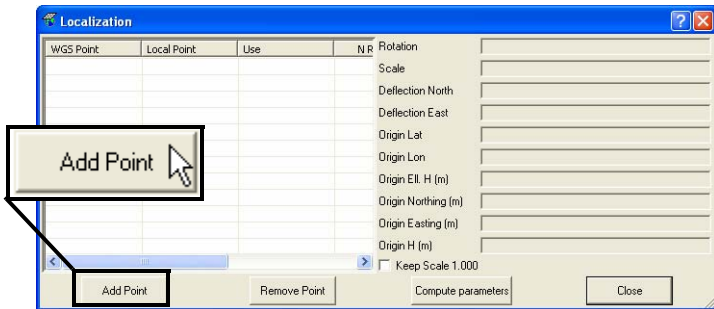 Localization
WGS Point Local Point Use N R
Rotation
Scale
Deflection North
Deflection East
Origin Lat
Origin Lon
Origin Ell. H (m)
Origin Northing (m)
Origin Easting (m)
Origin H (m)
Keep Scale 1.000
Add Point
Add Point Remove Point Compute parameters Close